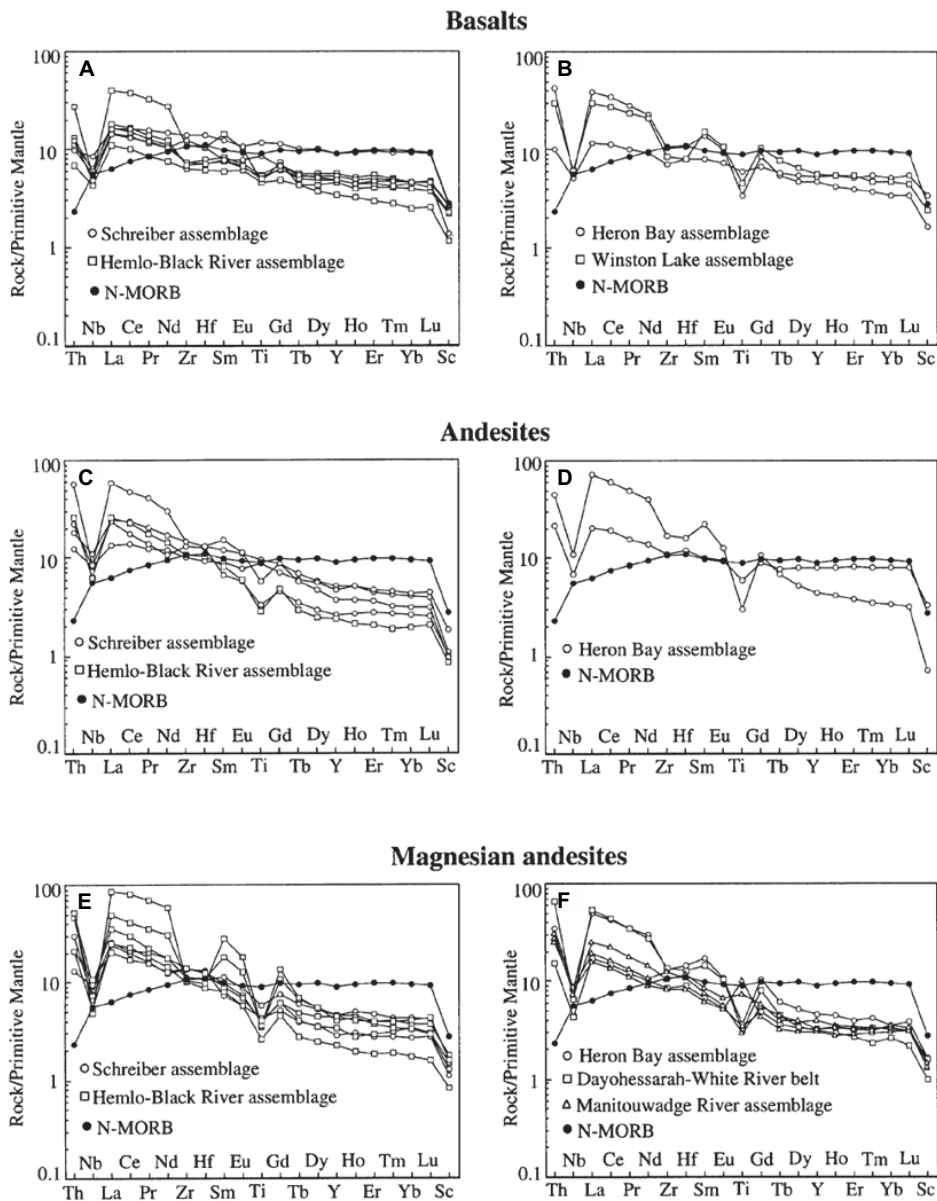 Basalts
A
100
10
1
0.1
Rock/Primitive Mantle
Schreiber assemblage
Hemlo-Black River assemblage
N-MORB
Nb Ce Nd Hf Eu Gd Dy Ho Tm Lu
Th La Pr Zr Sm Ti Tb Y Er Yb Sc
B
100
10
1
0.1
Rock/Primitive Mantle
Heron Bay assemblage
Winston Lake assemblage
N-MORB
Nb Ce Nd Hf Eu Gd Dy Ho Tm Lu
Th La Pr Zr Sm Ti Tb Y Er Yb Sc
Andesites
C
100
10
1
0.1
Rock/Primitive Mantle
Schreiber assemblage
Hemlo-Black River assemblage
N-MORB
Nb Ce Nd Hf Eu Gd Dy Ho Tm Lu
Th La Pr Zr Sm Ti Tb Y Er Yb Sc
D
100
10
1
0.1
Rock/Primitive Mantle
Heron Bay assemblage
N-MORB
Nb Ce Nd Hf Eu Gd Dy Ho Tm Lu
Th La Pr Zr Sm Ti Tb Y Er Yb Sc
Magnesian andesites
E
100
10
1
0.1
Rock/Primitive Mantle
Schreiber assemblage
Hemlo-Black River assemblage
N-MORB
Nb Ce Nd Hf Eu Gd Dy Ho Tm Lu
Th La Pr Zr Sm Ti Tb Y Er Yb Sc
F
100
10
1
0.1
Rock/Primitive Mantle
Heron Bay assemblage
Dayohessarah-White River belt
Manitouwadge River assemblage
N-MORB
Nb Ce Nd Hf Eu Gd Dy Ho Tm Lu
Th La Pr Zr Sm Ti Tb Y Er Yb Sc